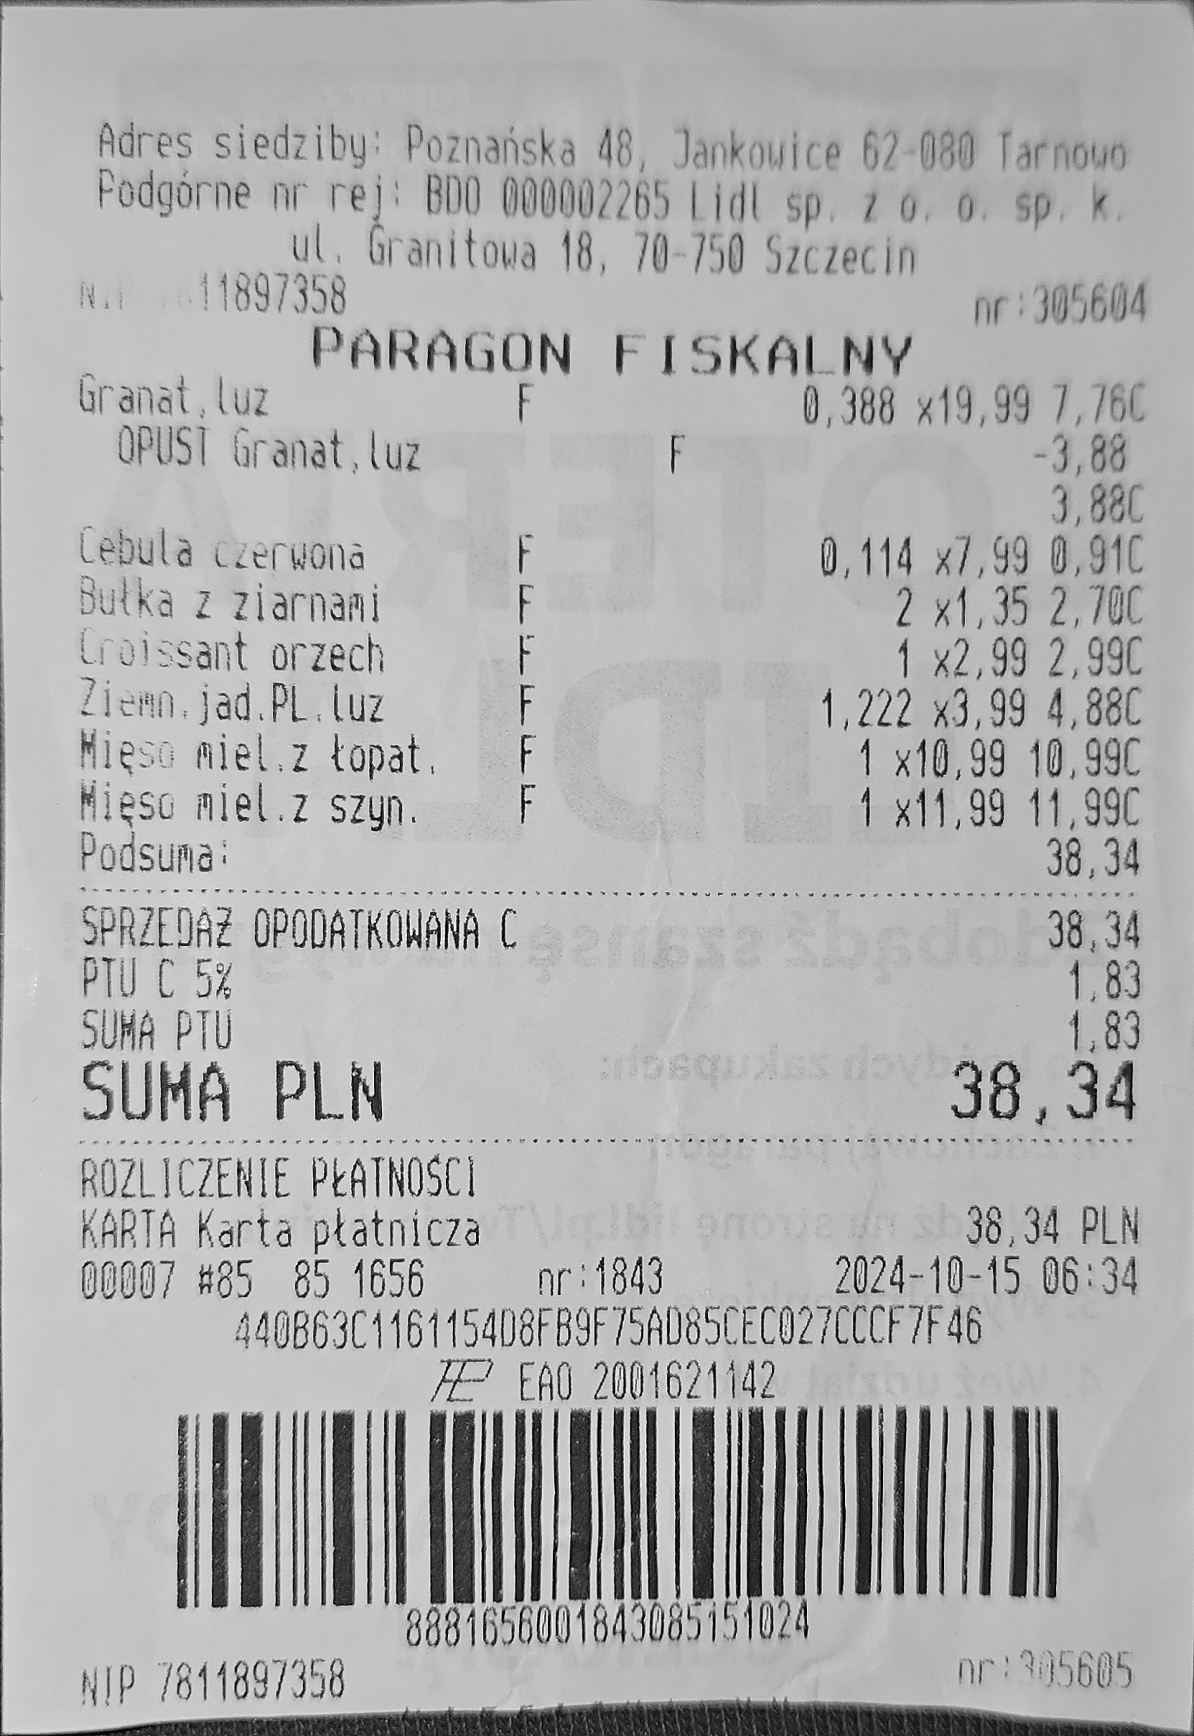 Adres siedziby: Poznańska 48, Jankowice 62-080 Tarnowo
Podgórne nr rej: BDO 000002265 Lidl sp. z o. o. sp. k.
ul. Granitowa 18, 70-750 Szczecin
NIP 7811897358 nr:305604
PARAGON FISKALNY
Granat,luz F 0,388 x19,99 7,76C
OPUST Granat,luz F -3,88
3,88C
Cebula czerwona F 0,114 x7,99 0,91C
Bułka z ziarnami F 2 x1,35 2,70C
Croissant orzech F 1 x2,99 2,99C
Ziemn.jad.PL.luz F 1,222 x3,99 4,88C
Mięso miel.z łopat. F 1 x10,99 10,99C
Mięso miel.z szyn. F 1 x11,99 11,99C
Podsuma: 38,34
SPRZEDAŻ OPODATKOWANA C 38,34
PTU C 5% 1,83
SUMA PTU 1,83
SUMA PLN 38,34
ROZLICZENIE PŁATNOŚCI
KARTA Karta płatnicza 38,34 PLN
00007 #85 85 1656 nr:1843 2024-10-15 06:34
440B63C1161154D8FB9F75AD85CEC027CCCF7F46
EAO 2001621142
8881656001843085151024
NIP 7811897358 nr:305605